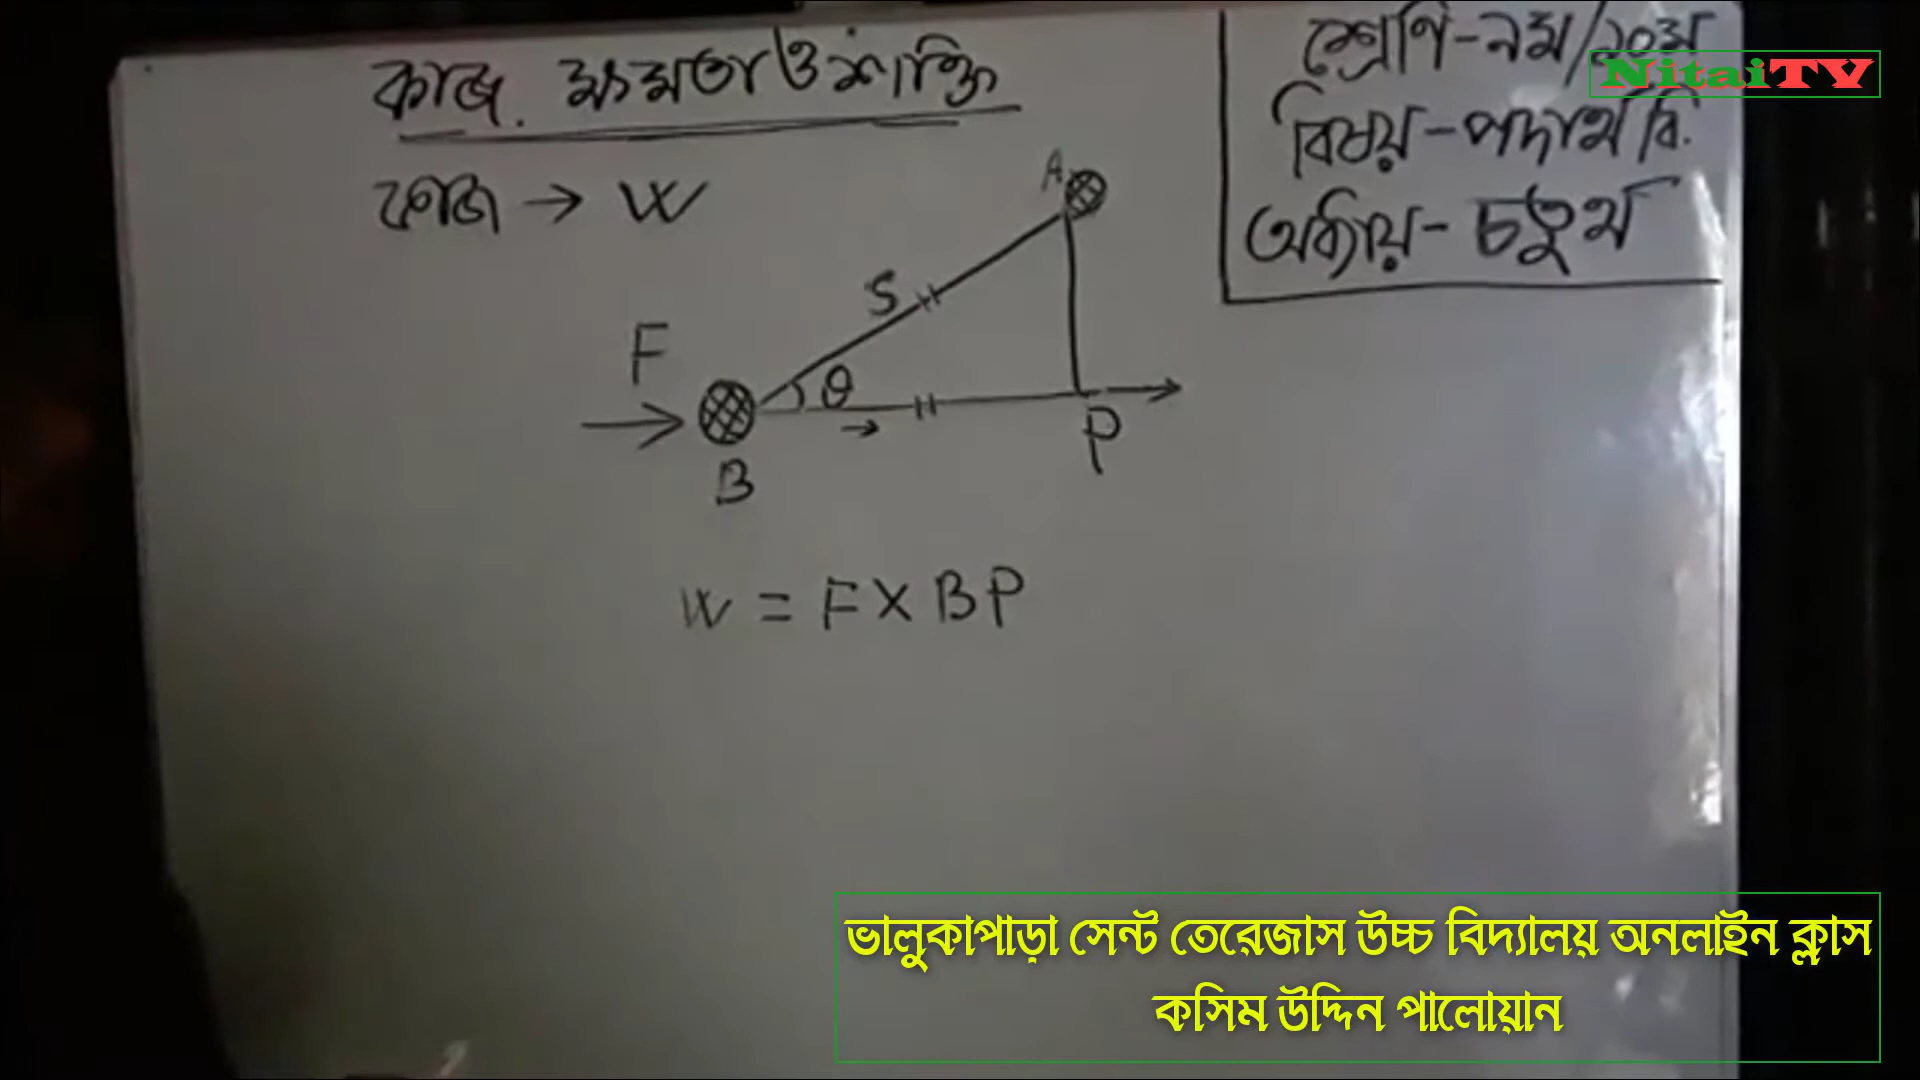 কাজ. ক্ষমতা ও শক্তি
শ্রেণি-নবম/১০ম
NitaiTV
বিষয়-পদার্থ বি.
অধ্যায়-চতুর্থ
কাজ → W
A
S
F
θ
B
P
W = F X BP
ভালুকাপাড়া সেন্ট তেরেজাস উচ্চ বিদ্যালয় অনলাইন ক্লাস
কসিম উদ্দিন পালোয়ান